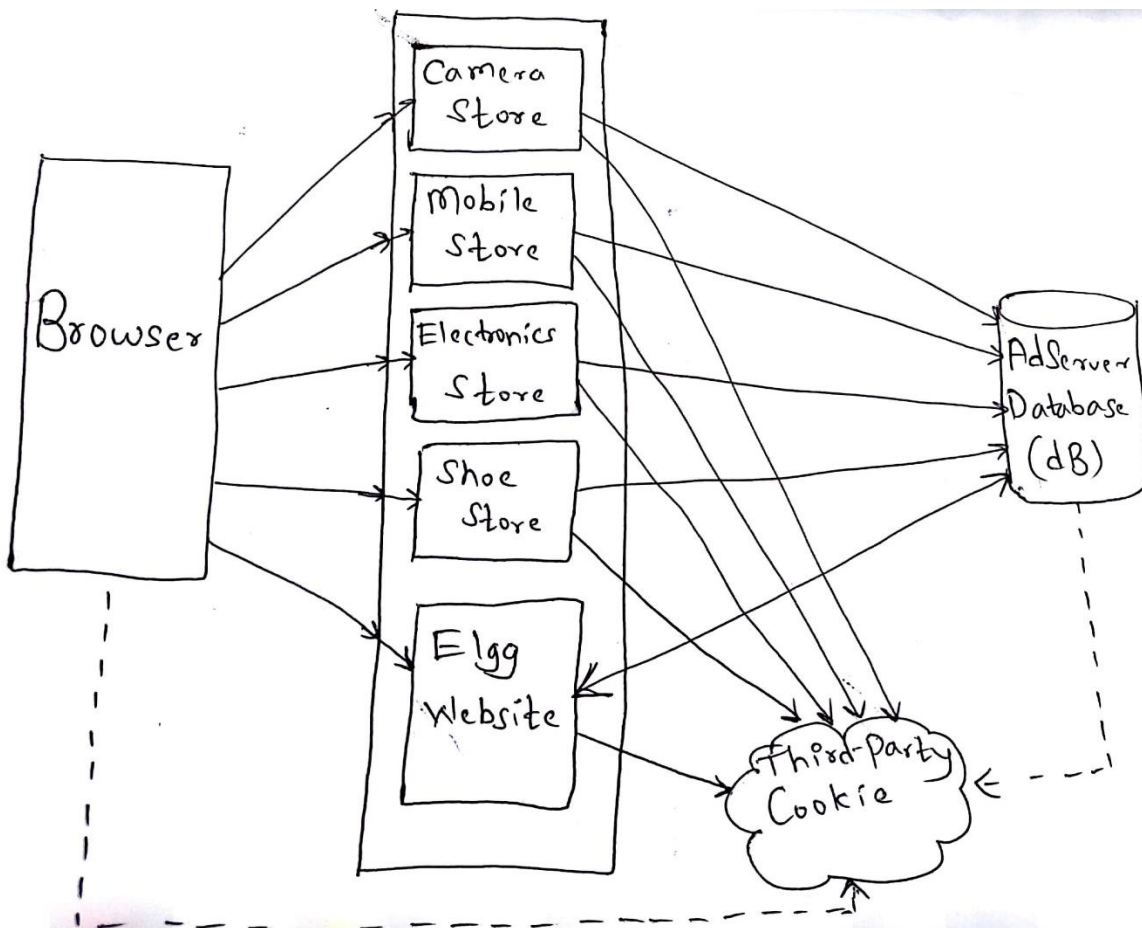 Camera
Store
Mobile
Store
Browser
Electronics
Store
Shoe
Store
Elgg
Website
AdServer
Database
(dB)
Third-Party
Cookie